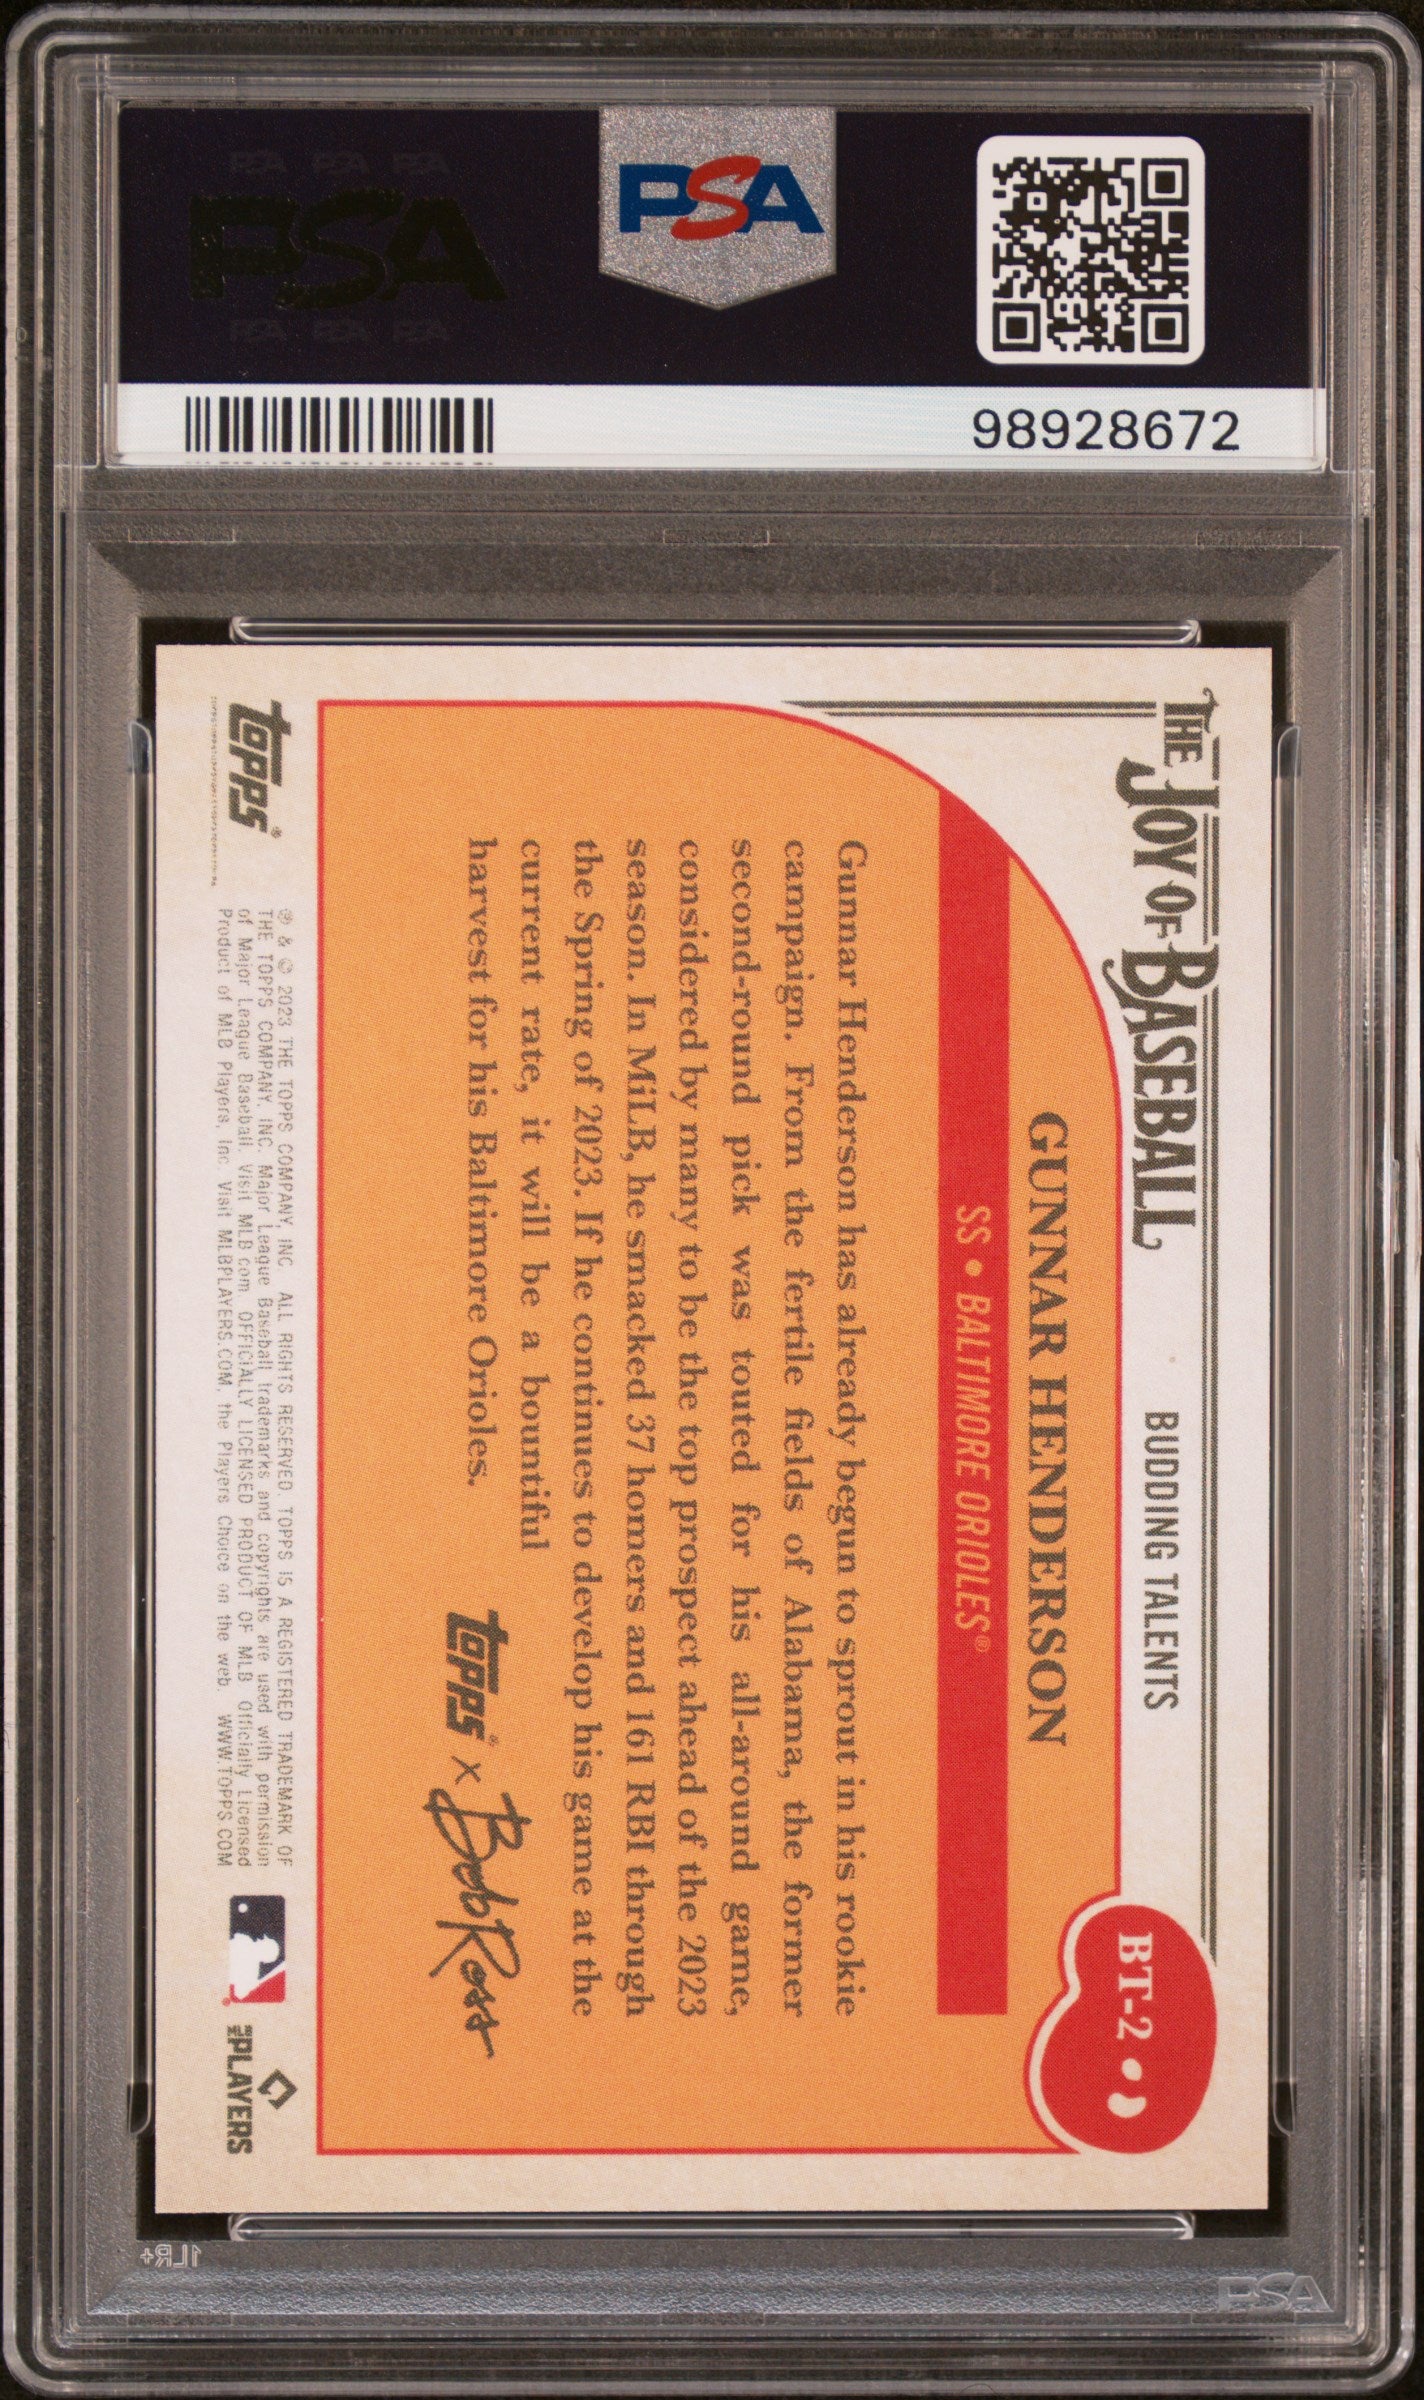 PSA PSA PSA
PSA
PSA PSA PSA
PSA
98928672
THE JOY OF BASEBALL
BUDDING TALENTS
BT-2
GUNNAR HENDERSON
SS • BALTIMORE ORIOLES®
Gunnar Henderson has already begun to sprout in his rookie
campaign. From the fertile fields of Alabama, the former
second-round pick was touted for his all-around game,
considered by many to be the top prospect ahead of the 2023
season. In MiLB, he smacked 37 homers and 161 RBI through
the Spring of 2023. If he continues to develop his game at the
current rate, it will be a bountiful
harvest for his Baltimore Orioles.
topps® x Bob Ross
topps®
® & © 2023 THE TOPPS COMPANY, INC. ALL RIGHTS RESERVED. TOPPS IS A REGISTERED TRADEMARK OF
THE TOPPS COMPANY, INC. Major League Baseball trademarks and copyrights are used with permission
of Major League Baseball. Visit MLB.com. OFFICIALLY LICENSED PRODUCT OF MLB Officially Licensed
Product of MLB Players, Inc. Visit MLBPLAYERS.COM, the Players Choice on the web. WWW.TOPPS.COM
MLB PLAYERS
1LR+
PSA